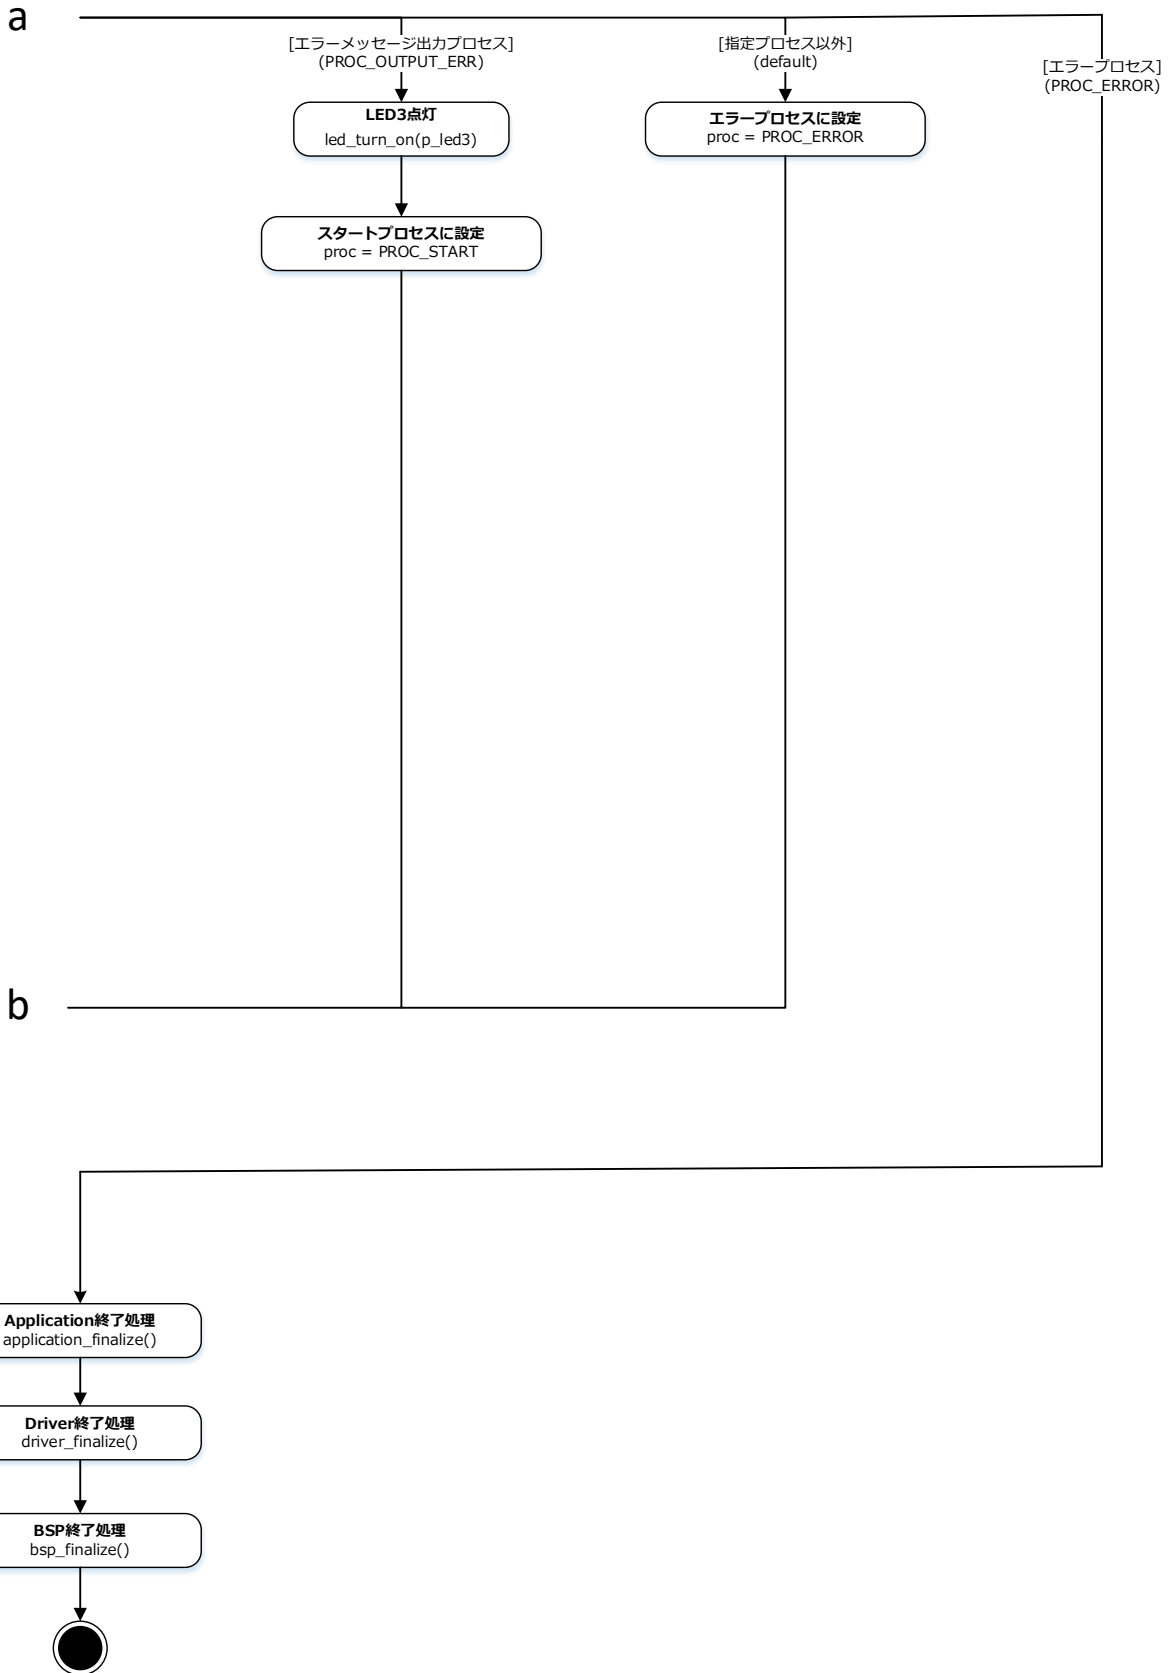 a
[エラーメッセージ出力プロセス]
(PROC_OUTPUT_ERR)
[指定プロセス以外]
(default)
[エラープロセス]
(PROC_ERROR)
LED3点灯
led_turn_on(p_led3)
エラープロセスに設定
proc = PROC_ERROR
スタートプロセスに設定
proc = PROC_START
b
Application終了処理
application_finalize()
Driver終了処理
driver_finalize()
BSP終了処理
bsp_finalize()